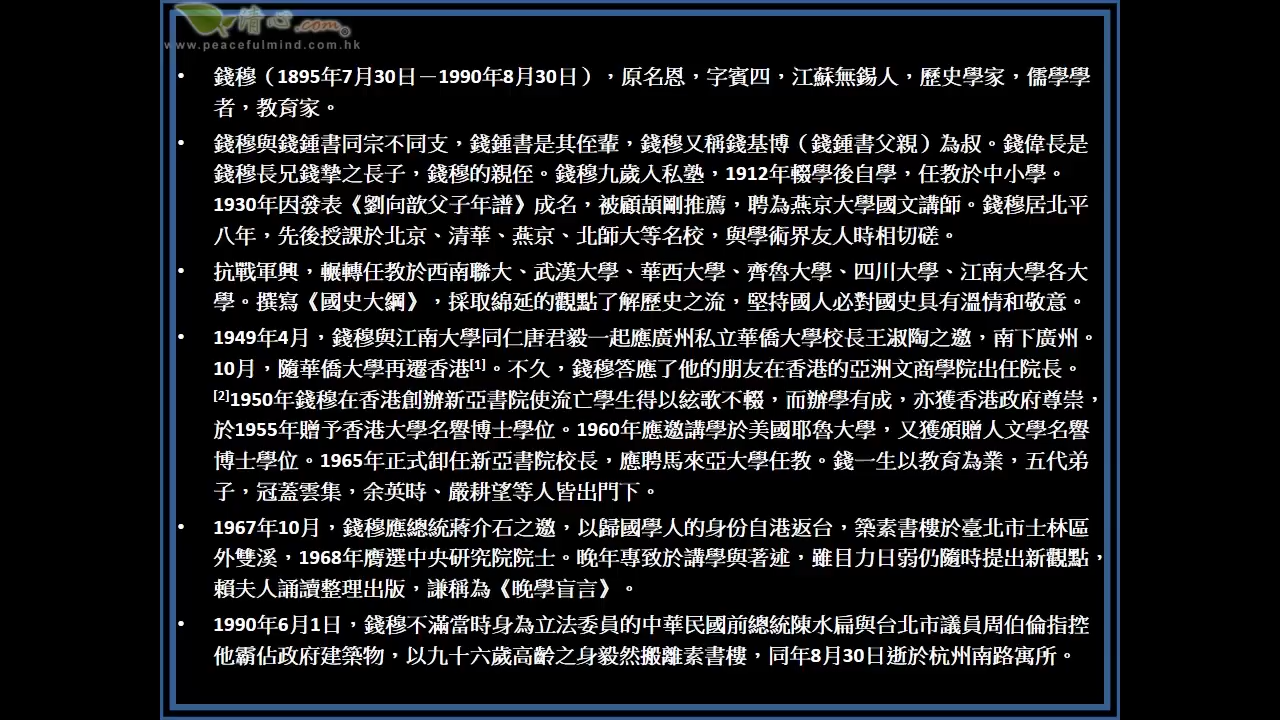 清心.com
www.peacefulmind.com.hk
• 錢穆（1895年7月30日－1990年8月30日），原名恩，字賓四，江蘇無錫人，歷史學家，儒學學
者，教育家。
• 錢穆與錢鍾書同宗不同支，錢鍾書是其侄輩，錢穆又稱錢基博（錢鍾書父親）為叔。錢偉長是
錢穆長兄錢摯之長子，錢穆的親侄。錢穆九歲入私塾，1912年輟學後自學，任教於中小學。
1930年因發表《劉向歆父子年譜》成名，被顧頡剛推薦，聘為燕京大學國文講師。錢穆居北平
八年，先後授課於北京、清華、燕京、北師大等名校，與學術界友人時相切磋。
• 抗戰軍興，輾轉任教於西南聯大、武漢大學、華西大學、齊魯大學、四川大學、江南大學各大
學。撰寫《國史大綱》，採取綿延的觀點了解歷史之流，堅持國人必對國史具有溫情和敬意。
• 1949年4月，錢穆與江南大學同仁唐君毅一起應廣州私立華僑大學校長王淑陶之邀，南下廣州。
10月，隨華僑大學再遷香港[1]。不久，錢穆答應了他的朋友在香港的亞洲文商學院出任院長。
[2]1950年錢穆在香港創辦新亞書院使流亡學生得以絃歌不輟，而辦學有成，亦獲香港政府尊崇，
於1955年贈予香港大學名譽博士學位。1960年應邀講學於美國耶魯大學，又獲頒贈人文學名譽
博士學位。1965年正式卸任新亞書院校長，應聘馬來亞大學任教。錢一生以教育為業，五代弟
子，冠蓋雲集，余英時、嚴耕望等人皆出門下。
• 1967年10月，錢穆應總統蔣介石之邀，以歸國學人的身份自港返台，築素書樓於臺北市士林區
外雙溪，1968年膺選中央研究院院士。晚年專致於講學與著述，雖目力日弱仍隨時提出新觀點，
賴夫人誦讀整理出版，謙稱為《晚學盲言》。
• 1990年6月1日，錢穆不滿當時身為立法委員的中華民國前總統陳水扁與台北市議員周伯倫指控
他霸佔政府建築物，以九十六歲高齡之身毅然搬離素書樓，同年8月30日逝於杭州南路寓所。